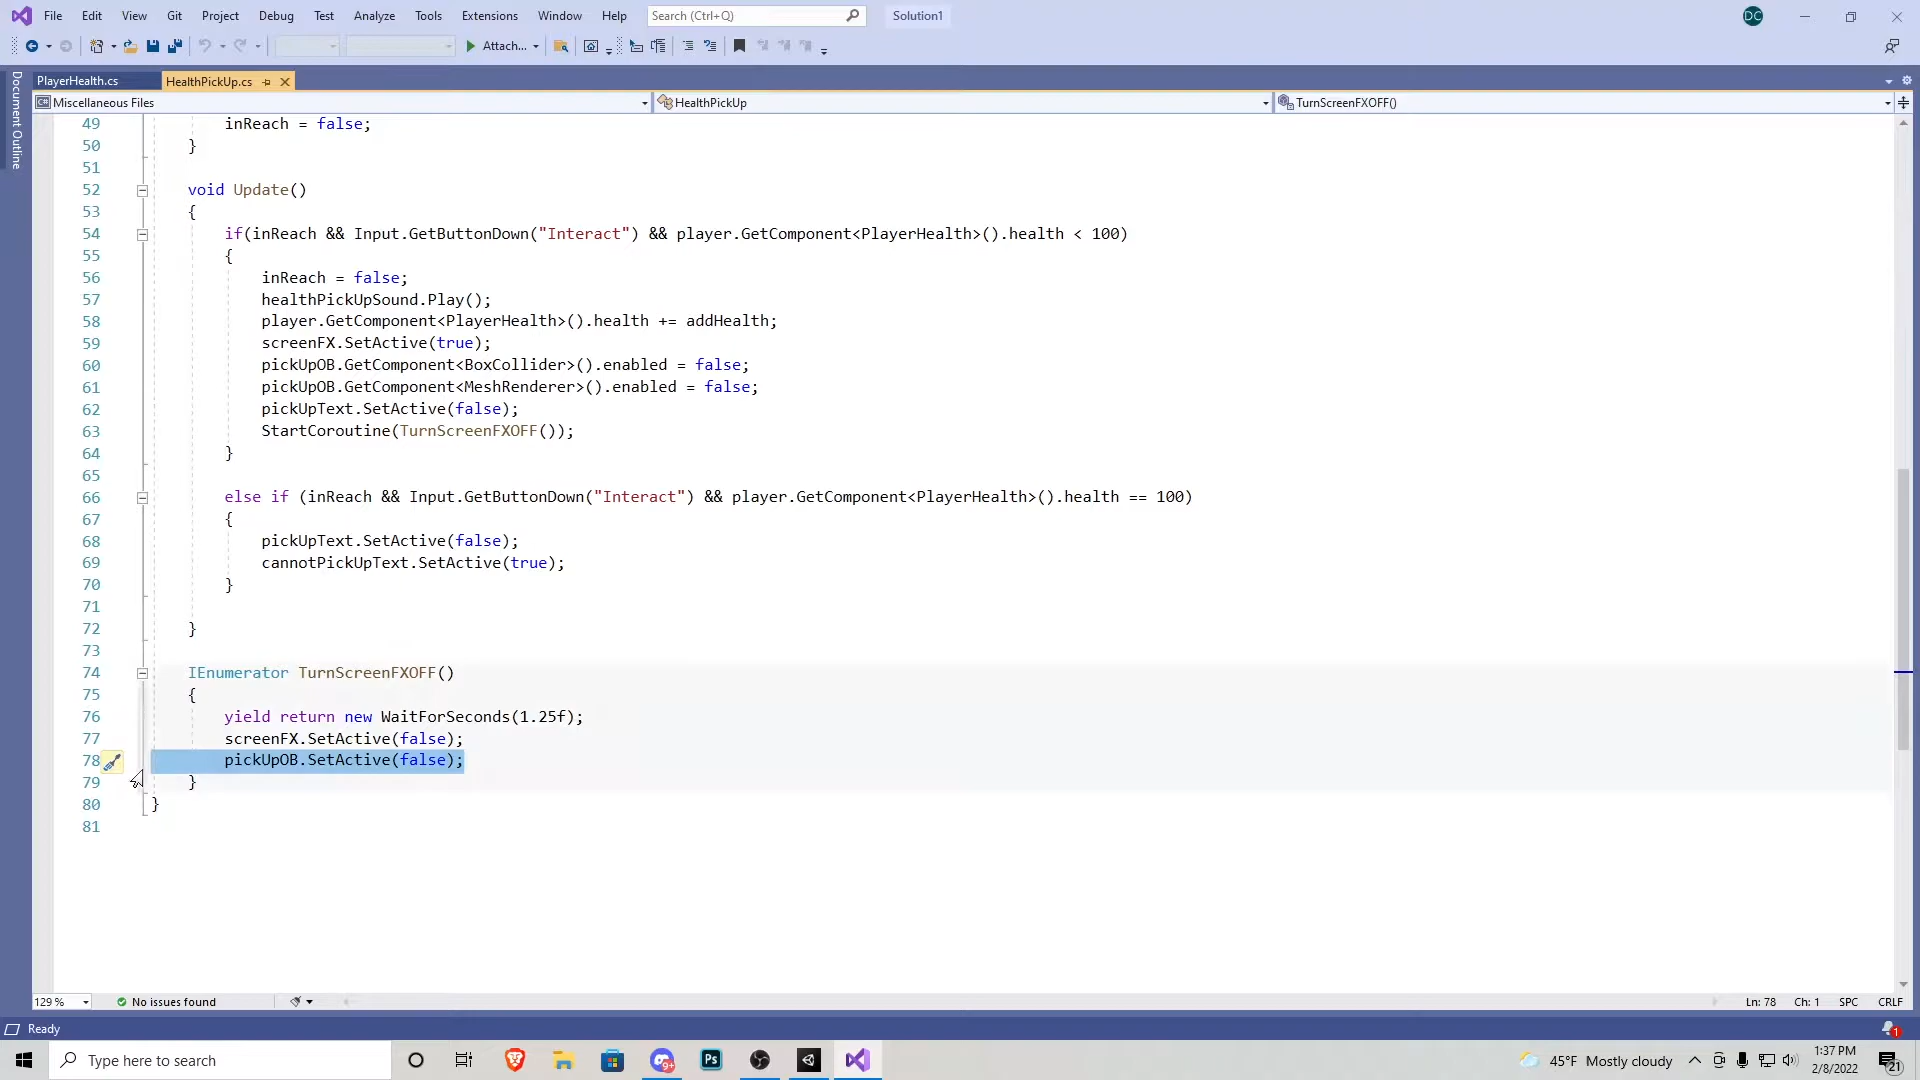 File Edit View Git Project Debug Test Analyze Tools Extensions Window Help Search (Ctrl+Q) Solution1
DC
Attach...
Document Outline
PlayerHealth.cs HealthPickUp.cs
Miscellaneous Files HealthPickUp TurnScreenFXOFF()
49 inReach = false;
50 }
51
52 void Update()
53 {
54 if(inReach && Input.GetButtonDown("Interact") && player.GetComponent<PlayerHealth>().health < 100)
55 {
56 inReach = false;
57 healthPickUpSound.Play();
58 player.GetComponent<PlayerHealth>().health += addHealth;
59 screenFX.SetActive(true);
60 pickUpOB.GetComponent<BoxCollider>().enabled = false;
61 pickUpOB.GetComponent<MeshRenderer>().enabled = false;
62 pickUpText.SetActive(false);
63 StartCoroutine(TurnScreenFXOFF());
64 }
65
66 else if (inReach && Input.GetButtonDown("Interact") && player.GetComponent<PlayerHealth>().health == 100)
67 {
68 pickUpText.SetActive(false);
69 cannotPickUpText.SetActive(true);
70 }
71
72 }
73
74 IEnumerator TurnScreenFXOFF()
75 {
76 yield return new WaitForSeconds(1.25f);
77 screenFX.SetActive(false);
78 pickUpOB.SetActive(false);
79 }
80 }
81
129 % No issues found Ln: 78 Ch: 1 SPC CRLF
Ready 1
Type here to search 9+ Ps 45°F Mostly cloudy 1:37 PM
2/8/2022 21